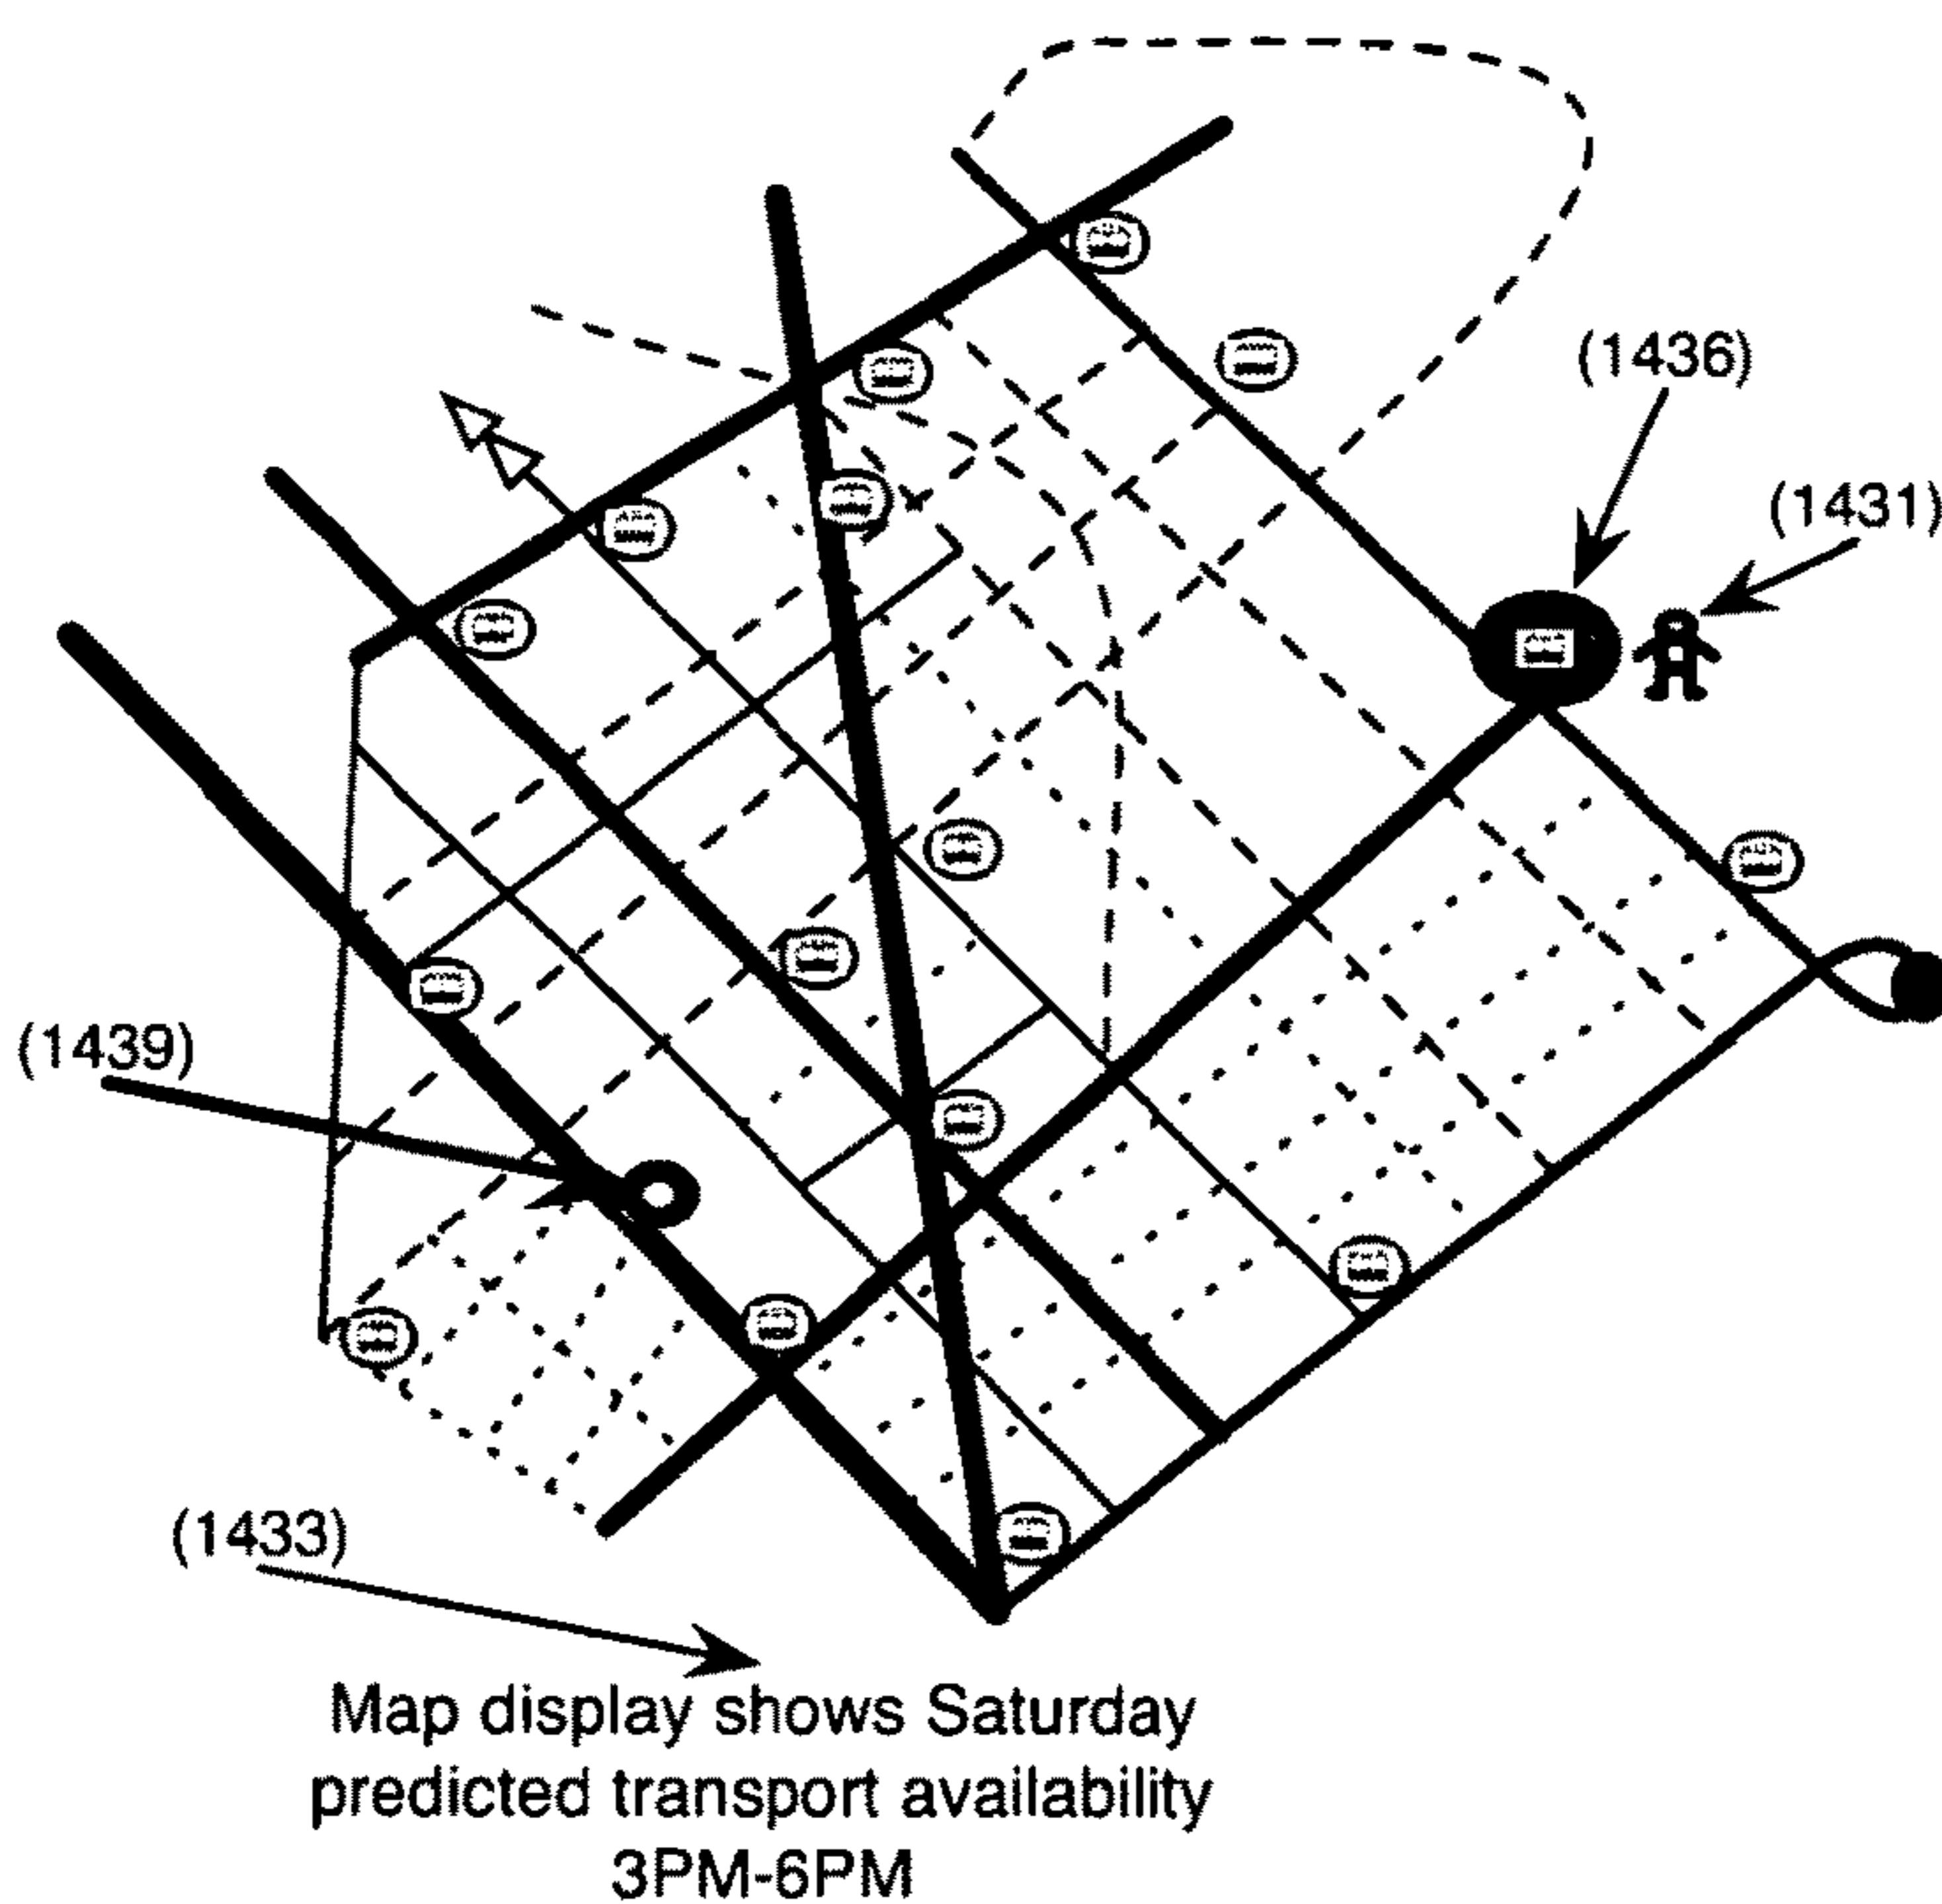 (1436)
(1431)
(1439)
(1433)
Map display shows Saturday
predicted transport availability
3PM-6PM